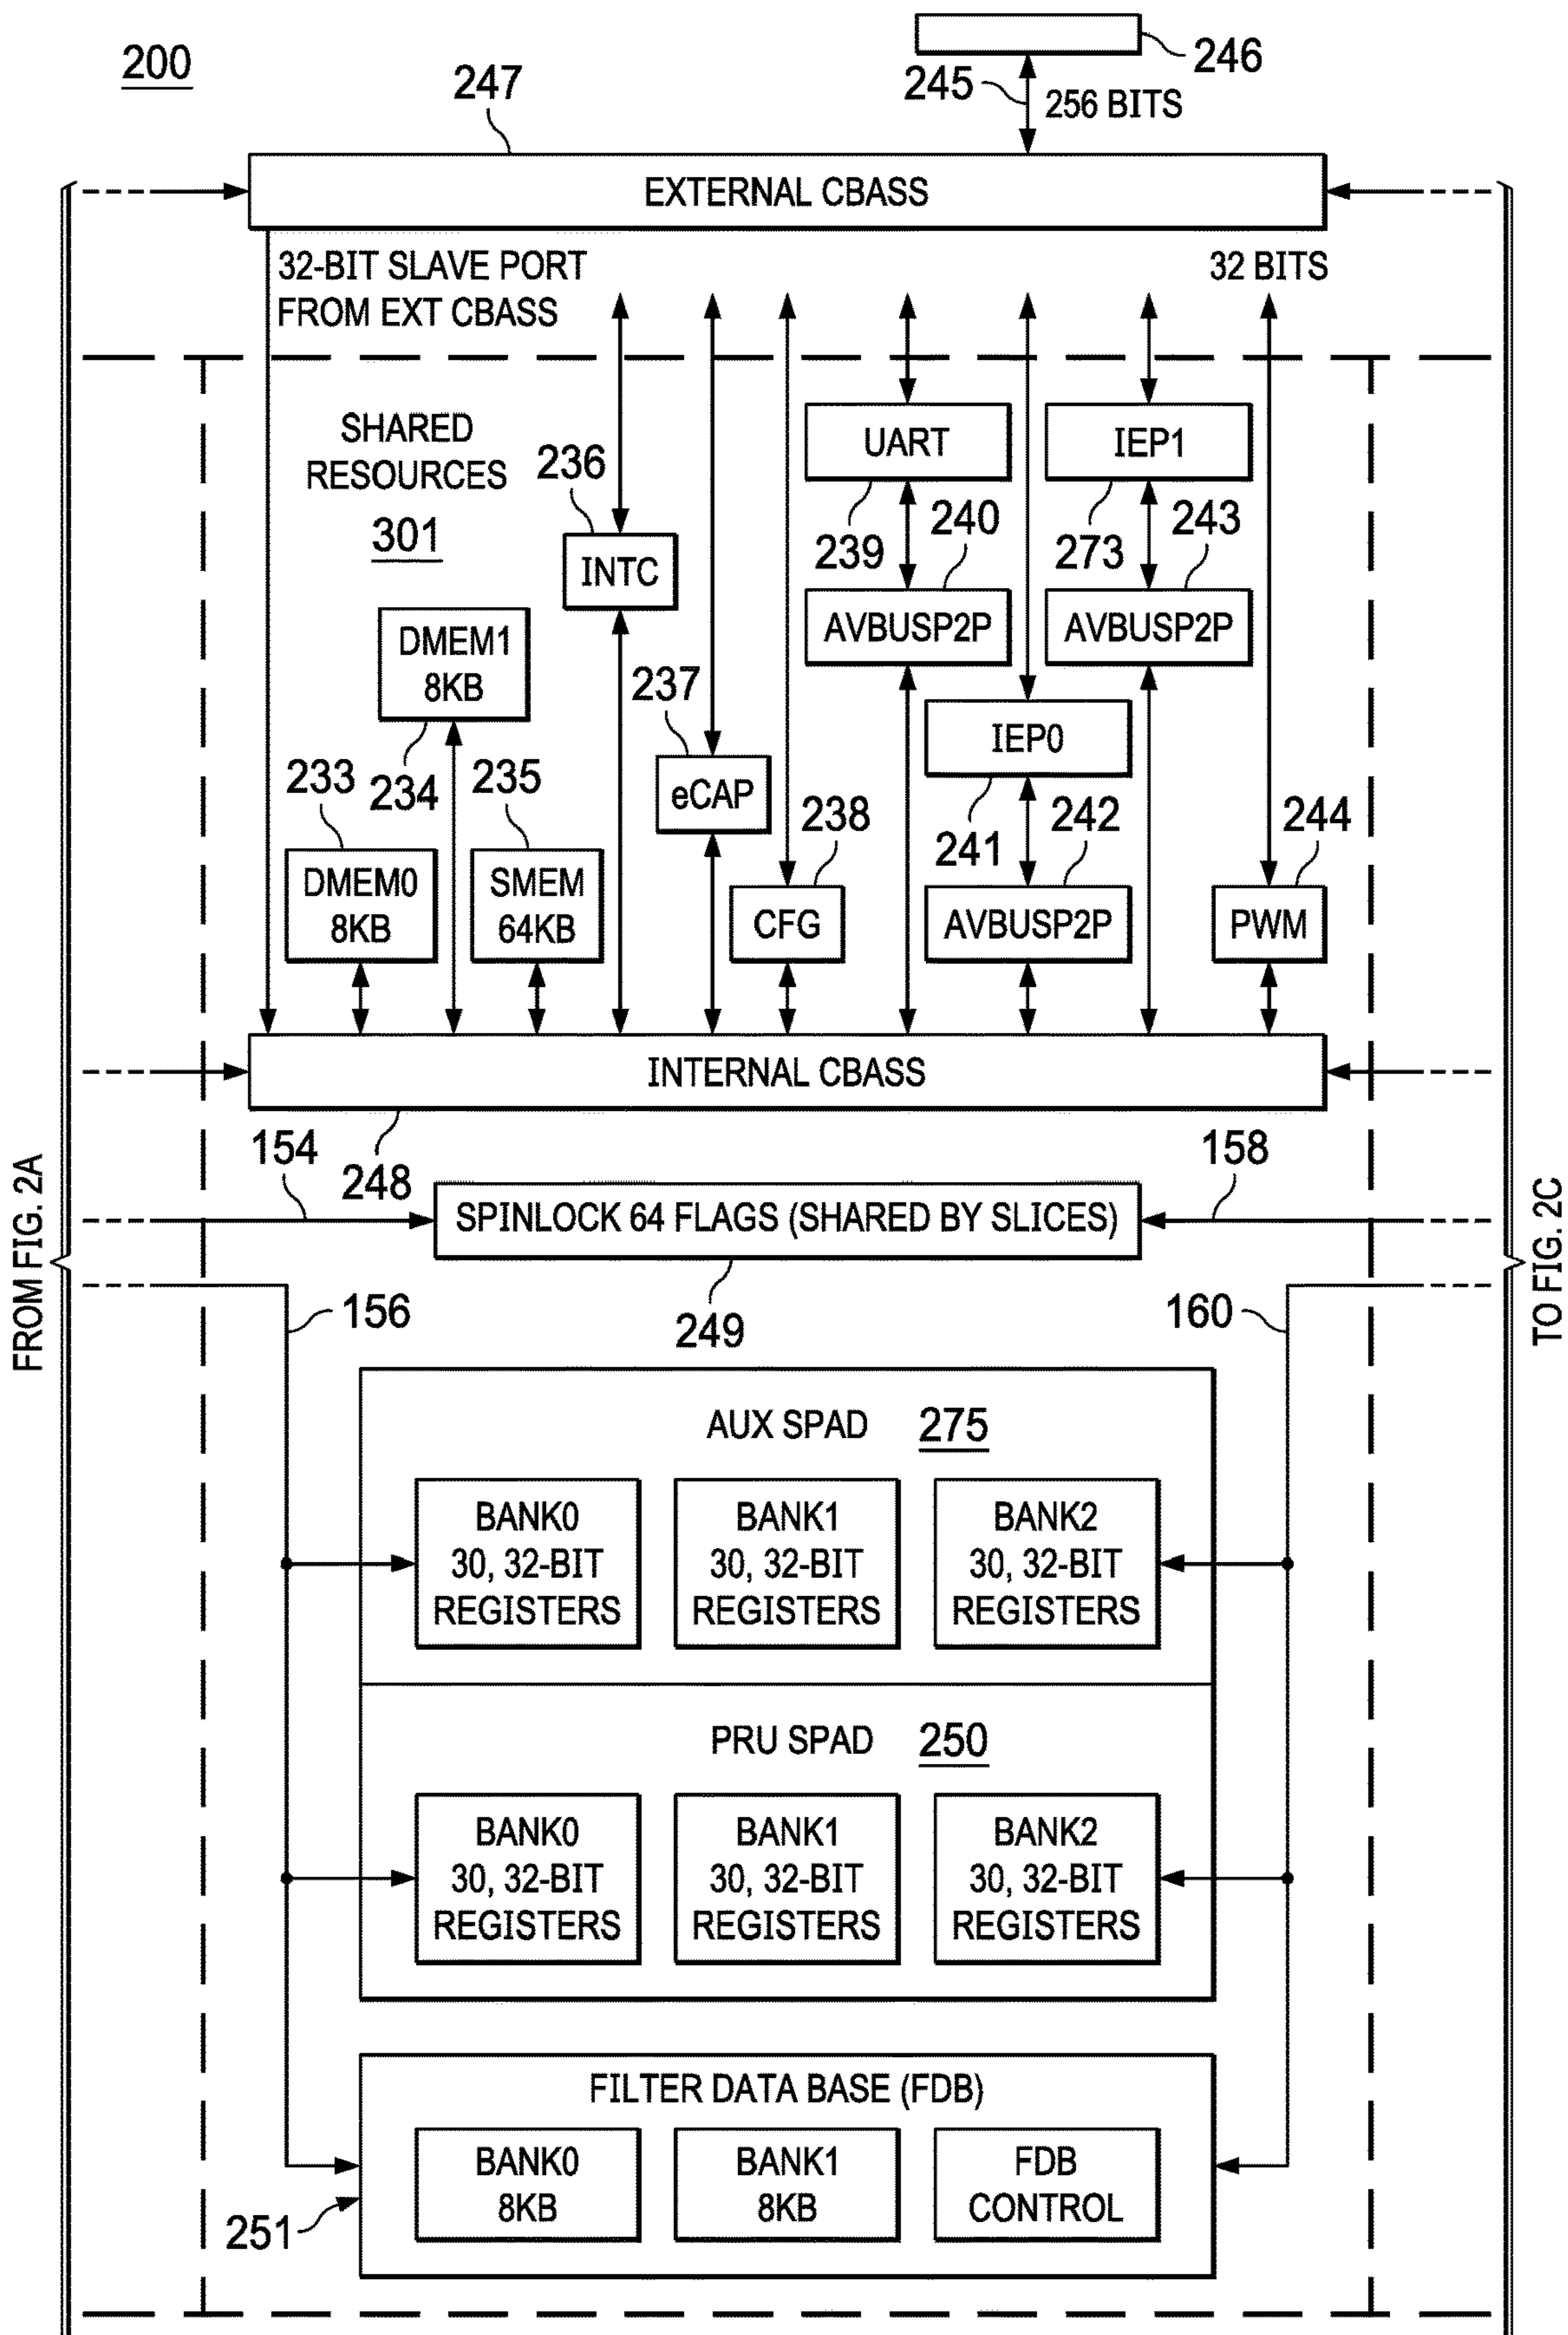 200
246
245
256 BITS
247
EXTERNAL CBASS
32-BIT SLAVE PORT
FROM EXT CBASS
32 BITS
SHARED
RESOURCES
301
236
INTC
UART
239
240
AVBUSP2P
IEP1
273
243
AVBUSP2P
DMEM1
8KB
234
237
eCAP
IEP0
241
242
AVBUSP2P
233
DMEM0
8KB
235
SMEM
64KB
238
CFG
244
PWM
INTERNAL CBASS
248
154
158
SPINLOCK 64 FLAGS (SHARED BY SLICES)
249
FROM FIG. 2A
TO FIG. 2C
156
160
AUX SPAD 275
BANK0
30, 32-BIT
REGISTERS
BANK1
30, 32-BIT
REGISTERS
BANK2
30, 32-BIT
REGISTERS
PRU SPAD 250
BANK0
30, 32-BIT
REGISTERS
BANK1
30, 32-BIT
REGISTERS
BANK2
30, 32-BIT
REGISTERS
FILTER DATA BASE (FDB)
BANK0
8KB
BANK1
8KB
FDB
CONTROL
251